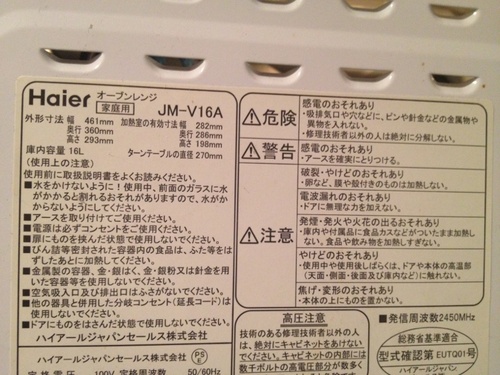 Haier オーブンレンジ
家庭用 JM-V16A
外形寸法 幅 461mm 加熱室の有効寸法 幅 282mm
奥行 360mm 奥行 286mm
高さ 293mm 高さ 198mm
庫内容量 16L ターンテーブルの直径 270mm
(使用上の注意)
使用前に取扱説明書をよくお読みください。
■水をかけないように!使用中、前面のガラスに水
がかかると割れるおそれがありますので、水がか
からないようにしてください。
■アースを取り付けてご使用ください。
■電源は必ずコンセントをご使用ください。
■扉にものを挟んだ状態で使用しないでください。
■びん詰等密封された容器内の食品は、ふた等をは
ずしたあとに加熱してください。
■金属製の容器、金・銀はく、金・銀粉又は針金を用
いた容器等を使用しないでください。
■空気吸入口及び排出口はふさがないでください。
■他の器具と併用した分岐コンセント(延長コード)は
使用しないでください。
■ドアにものをはさんだ状態で使用しないでください。
ハイアールジャパンセールス株式会社
PS
E
定格電圧 100V 定格周波数 50/60Hz
危険
感電のおそれあり
・吸排気口や穴などに、ピンや針金などの金属物や
異物を入れない。
・修理技術者以外の人は絶対に分解しない。
警告
感電のおそれあり
・アースを確実にとりつける。
注意
破裂・やけどのおそれあり
・卵など、膜や殻付きのものは加熱しない。
電波漏れのおそれあり
・ドアに無理な力を加えない。
発煙・発火や火花の出るおそれあり
・庫内や付属品に食品カスなどがついたまま加熱し
ない。食品や飲み物を加熱しすぎない。
やけどのおそれあり
・使用中や使用後しばらくは、ドアや本体の高温部
(天面・側面・後面及び庫内など)に触れない。
焦げ・変形のおそれあり
・本体の上にものを置かない。
高圧注意
技術のある修理技術者以外の人
は、絶対にキャビネットを開けな
いでください。キャビネットの内部には
数千ボルトの高電圧部分が数多く
■発信周波数2450MHz
総務省基準適合
型式確認第 EUTQ01号
ハイアールジャパン